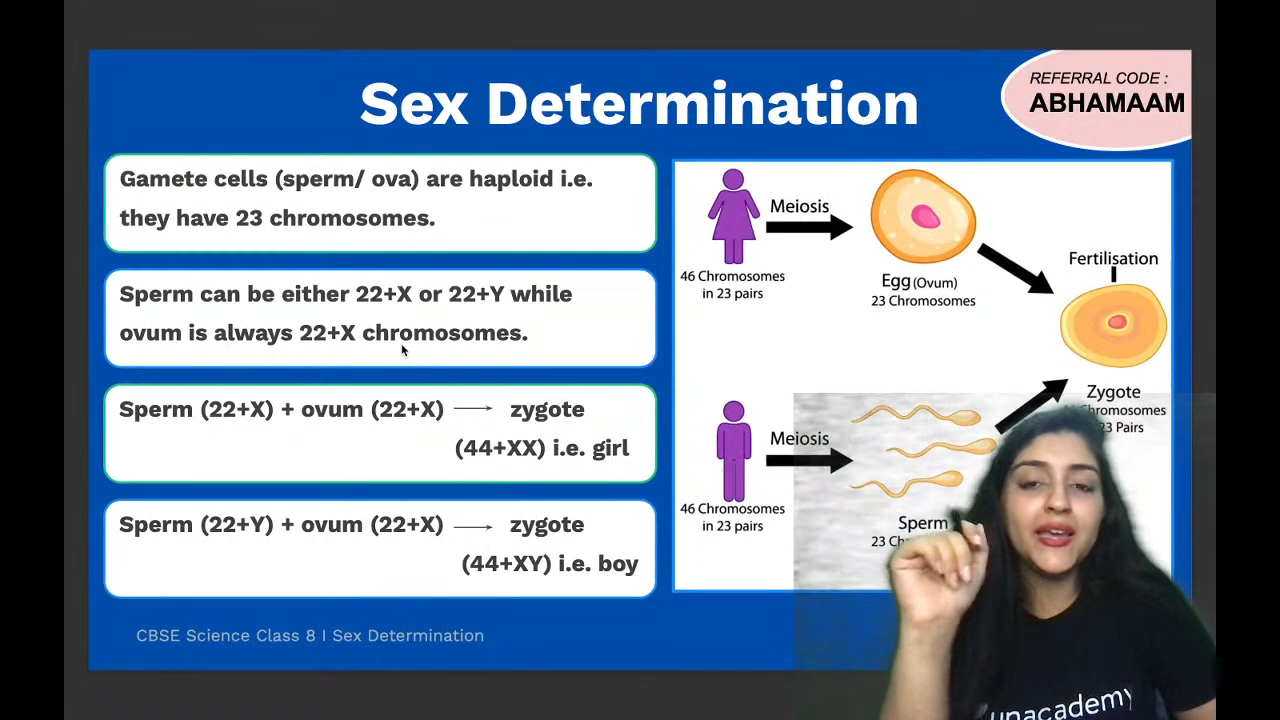 Sex Determination
REFERRAL CODE :
ABHAMAAM
Gamete cells (sperm/ ova) are haploid i.e.
they have 23 chromosomes.
Sperm can be either 22+X or 22+Y while
ovum is always 22+X chromosomes.
Sperm (22+X) + ovum (22+X) → zygote
(44+XX) i.e. girl
Sperm (22+Y) + ovum (22+X) → zygote
(44+XY) i.e. boy
CBSE Science Class 8 I Sex Determination
Meiosis
46 Chromosomes
in 23 pairs
Egg (Ovum)
23 Chromosomes
Fertilisation
Zygote
Chromosomes
23 Pairs
Meiosis
46 Chromosomes
in 23 pairs
Sperm
23
unacademy